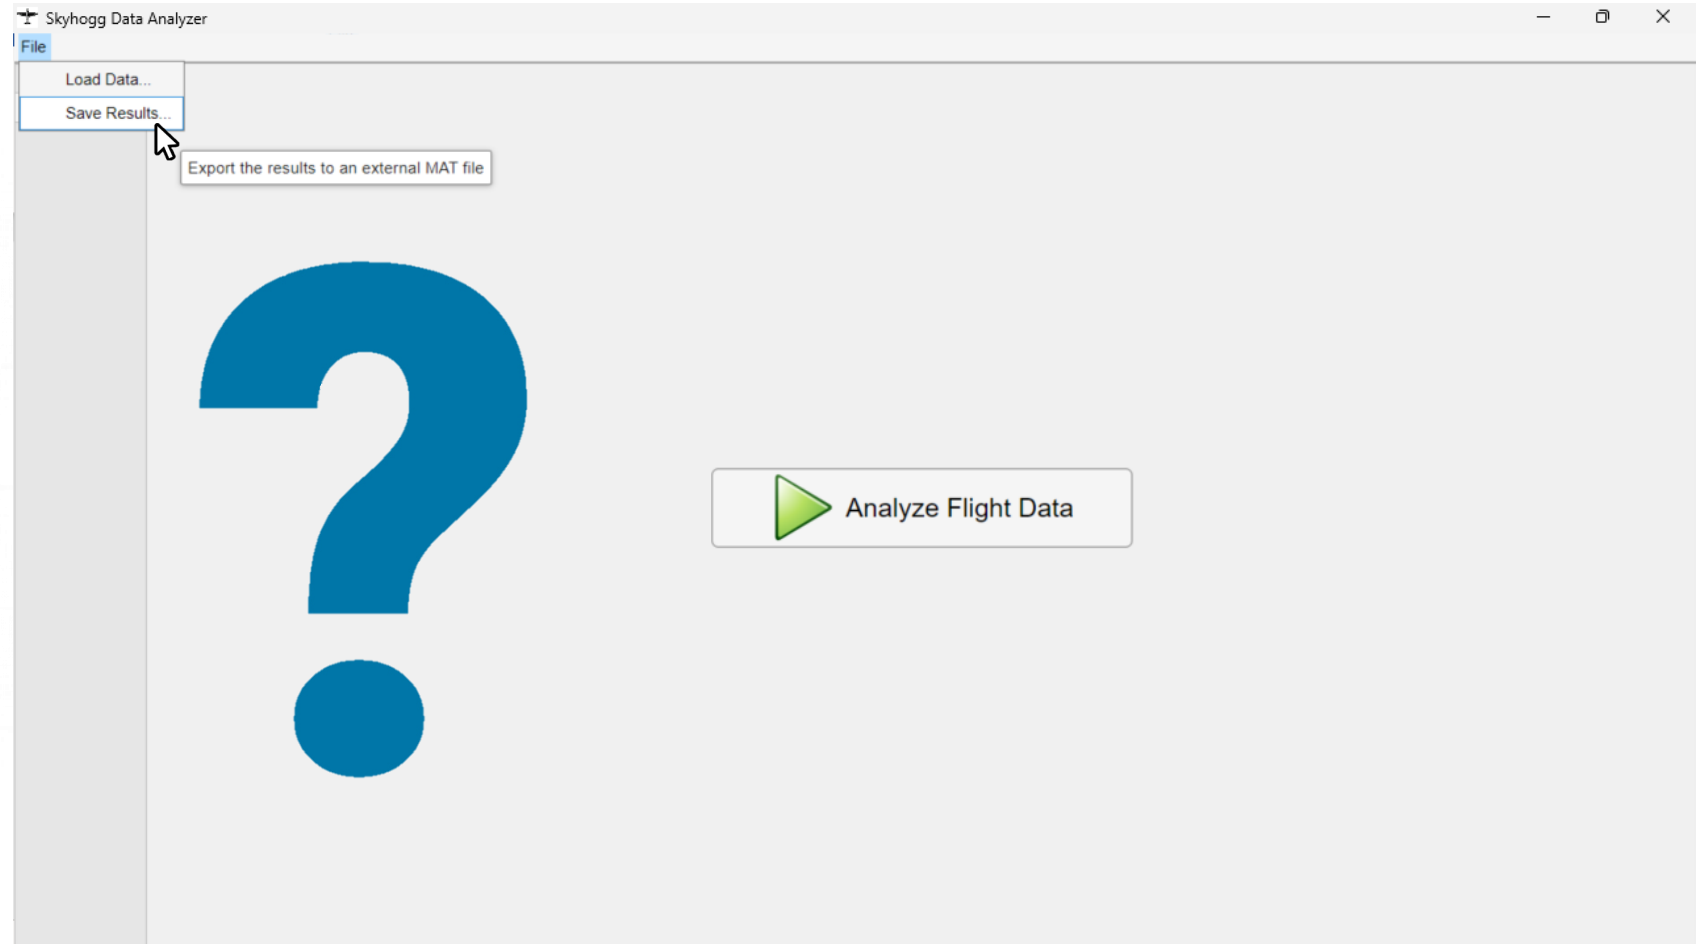 Skyhogg Data Analyzer
File
Load Data...
Save Results...
Export the results to an external MAT file
?
Analyze Flight Data